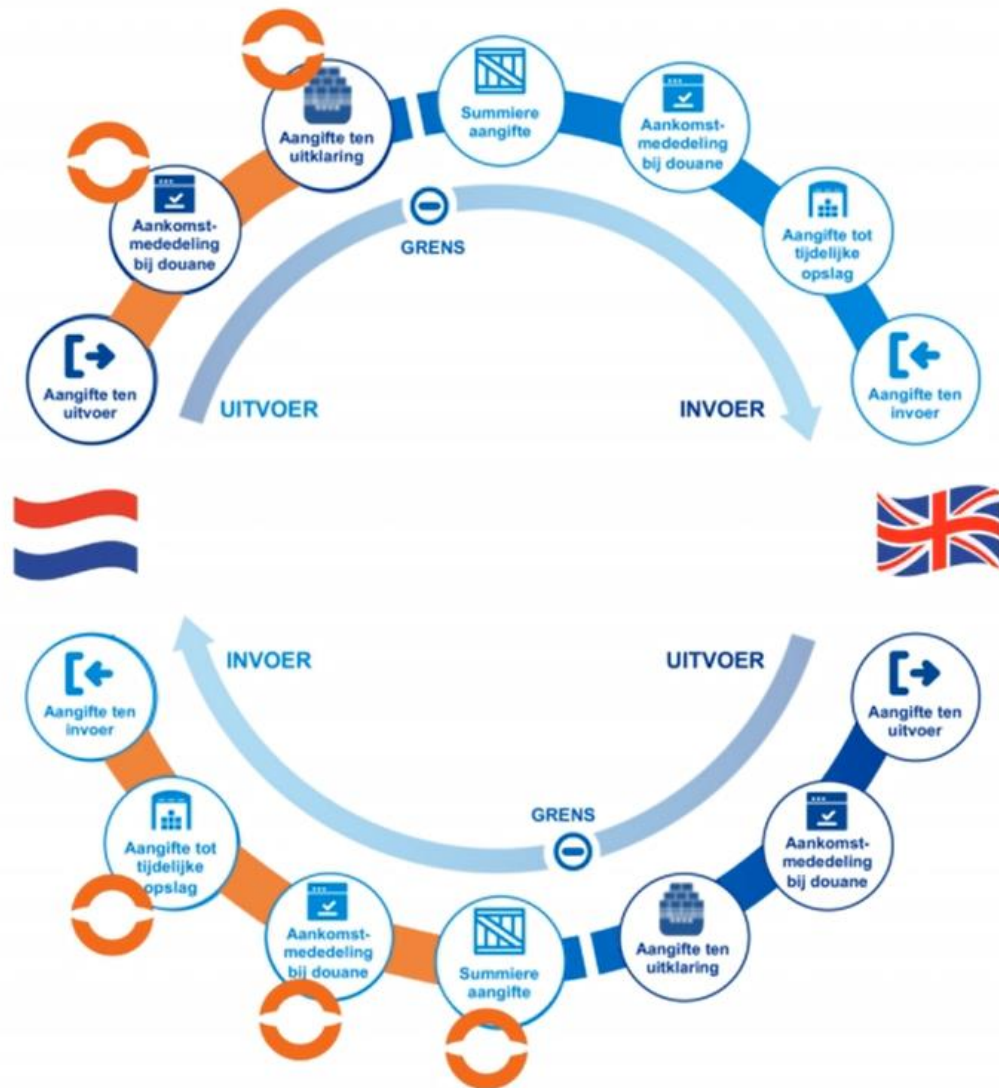 Summiere
aangifte
Aangifte ten
uitklaring
Aankomst-
mededeling
bij douane
Aankomst-
mededeling
bij douane
GRENS
Aangifte tot
tijdelijke
opslag
Aangifte ten
uitvoer
UITVOER
INVOER
Aangifte ten
invoer
INVOER
UITVOER
Aangifte ten
invoer
Aangifte ten
uitvoer
GRENS
Aangifte tot
tijdelijke
opslag
Aankomst-
mededeling
bij douane
Aankomst-
mededeling
bij douane
Aangifte ten
uitklaring
Summiere
aangifte